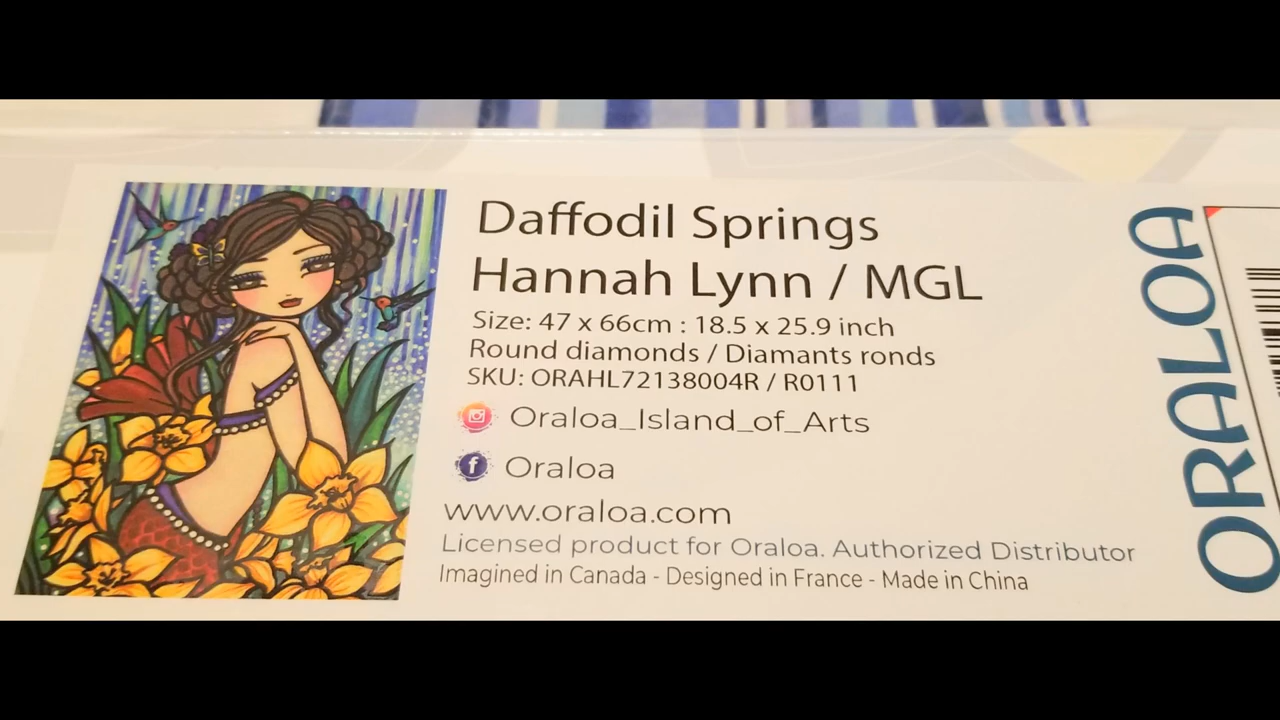 Daffodil Springs
Hannah Lynn / MGL
Size: 47 x 66cm : 18.5 x 25.9 inch
Round diamonds / Diamants ronds
SKU: ORAHL72138004R / R0111
Oraloa_Island_of_Arts
f Oraloa
www.oraloa.com
Licensed product for Oraloa. Authorized Distributor
Imagined in Canada - Designed in France - Made in China
ORALOA